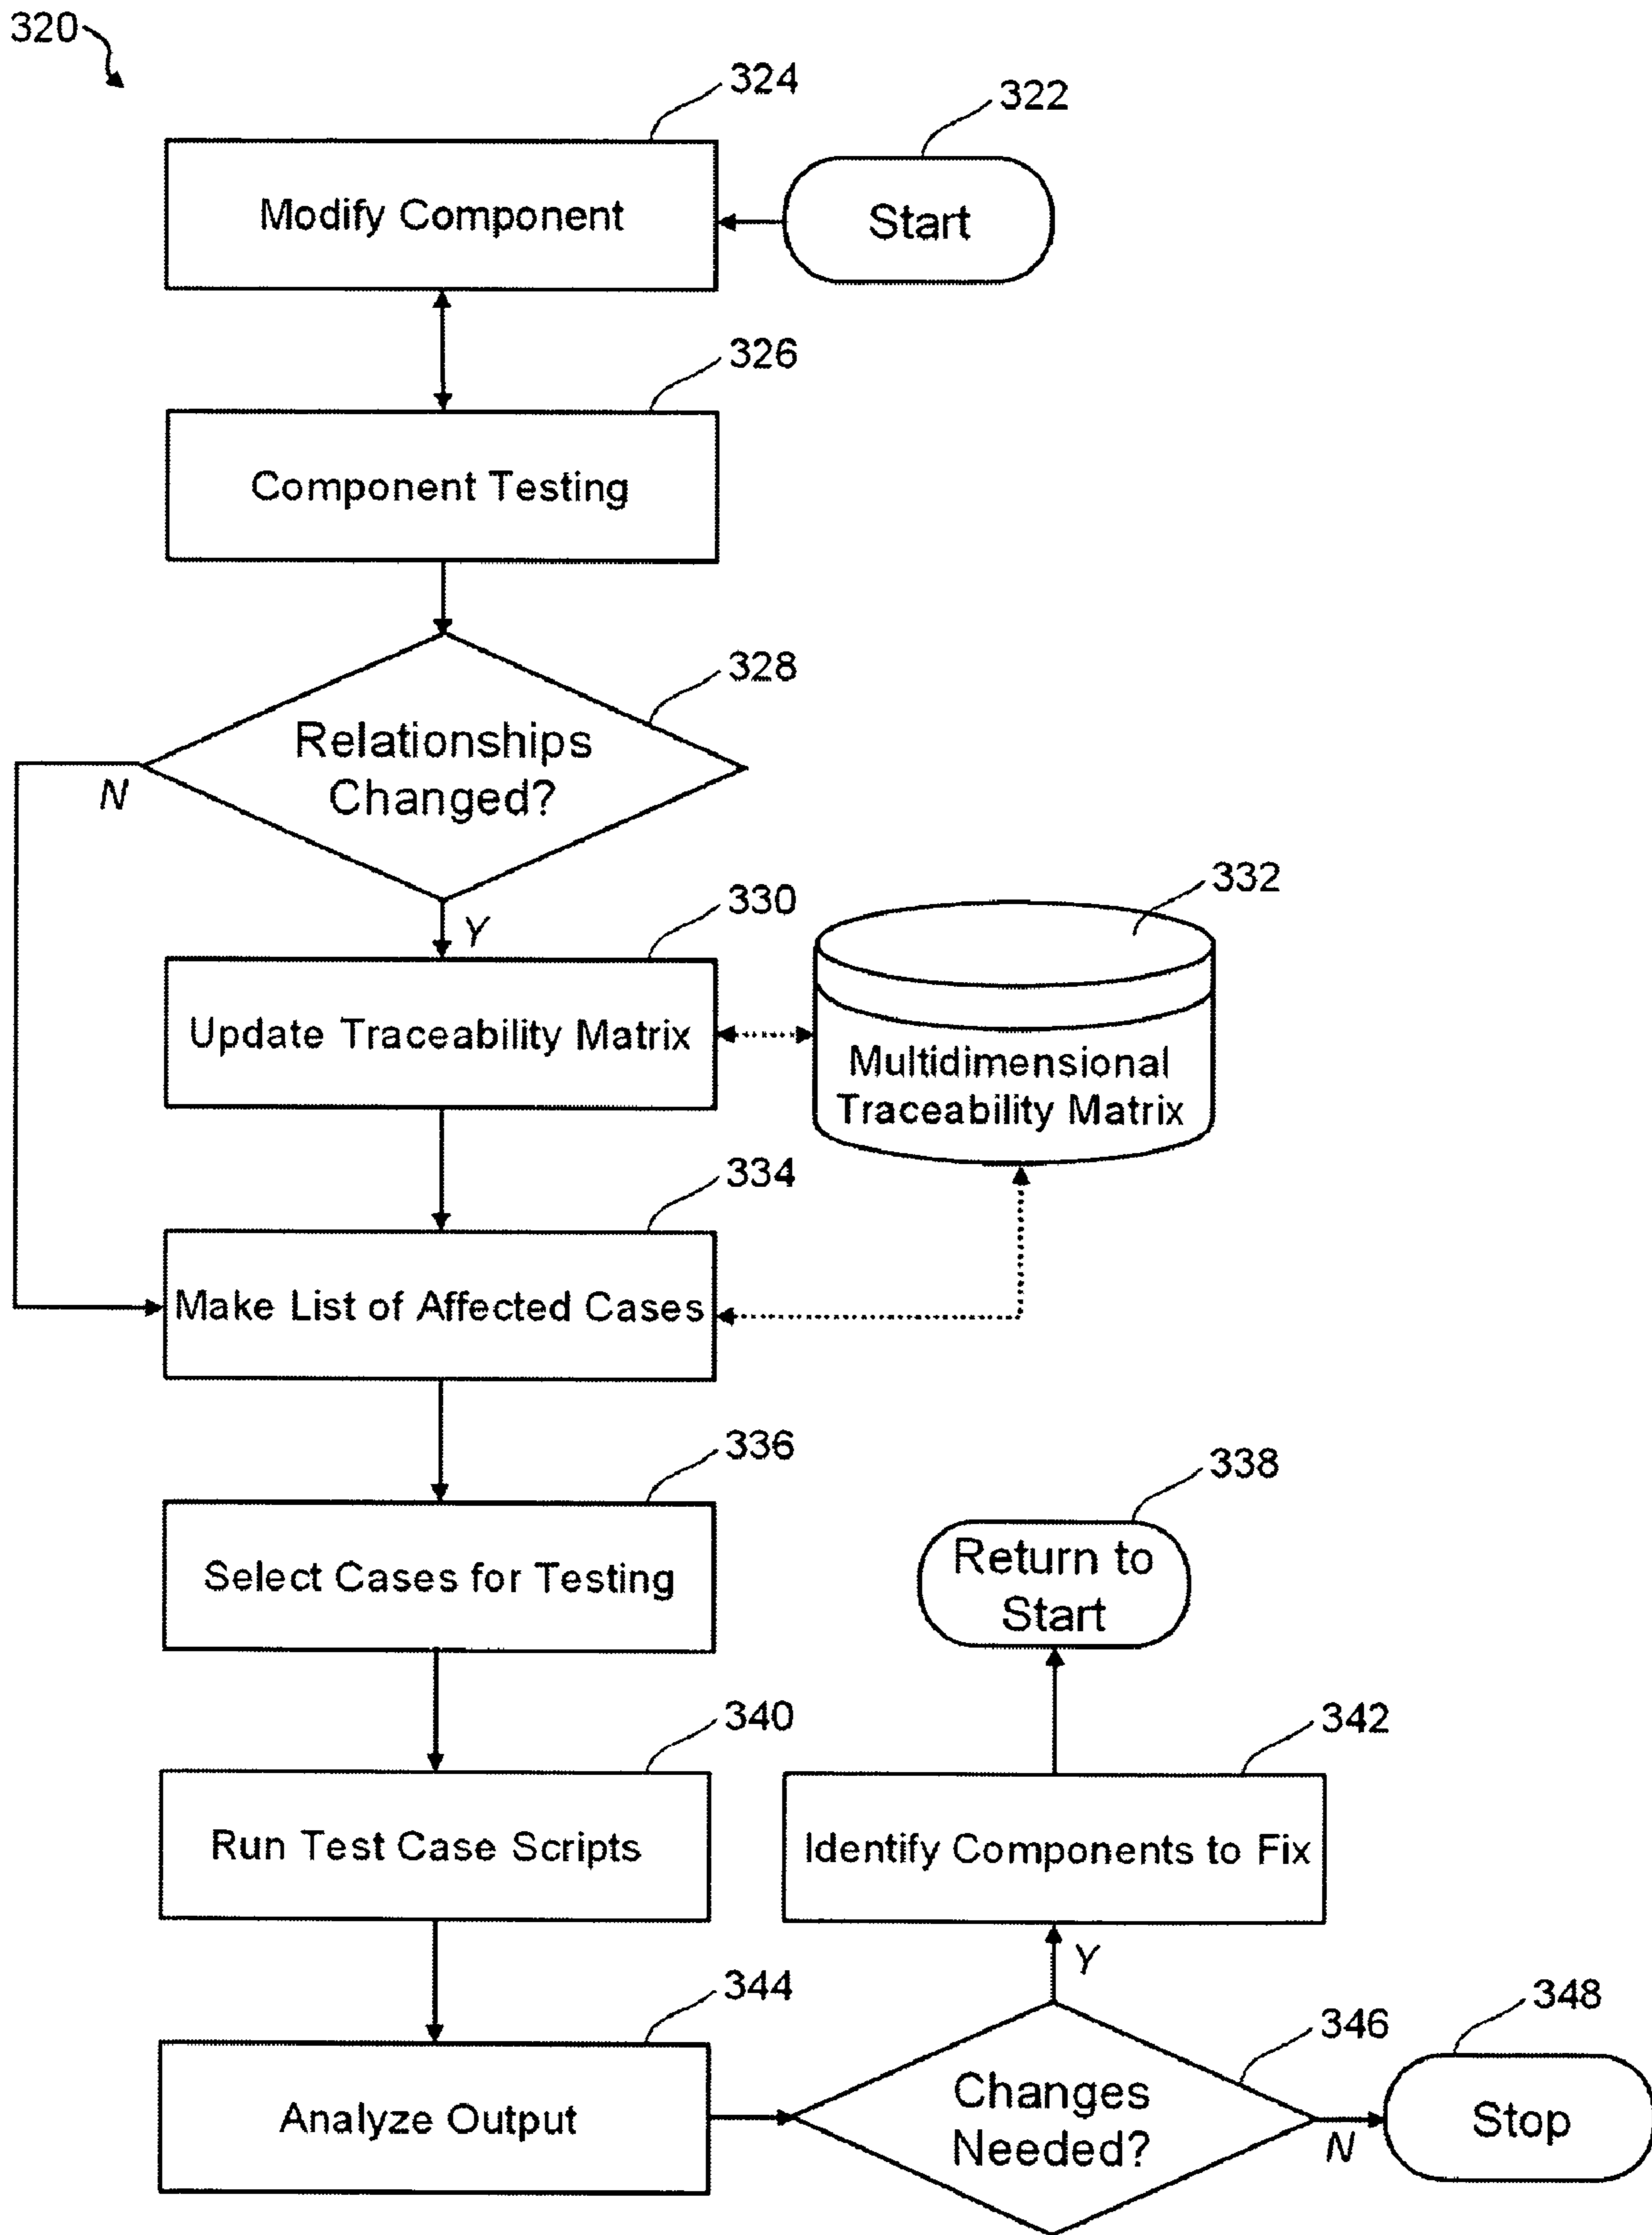 320
324
322
Modify Component
Start
326
Component Testing
328
Relationships
Changed?
N
Y
330
332
Update Traceability Matrix
Multidimensional
Traceability Matrix
334
Make List of Affected Cases
336
338
Select Cases for Testing
Return to
Start
340
342
Run Test Case Scripts
Identify Components to Fix
Y
344
346
348
Analyze Output
Changes
Needed?
N
Stop